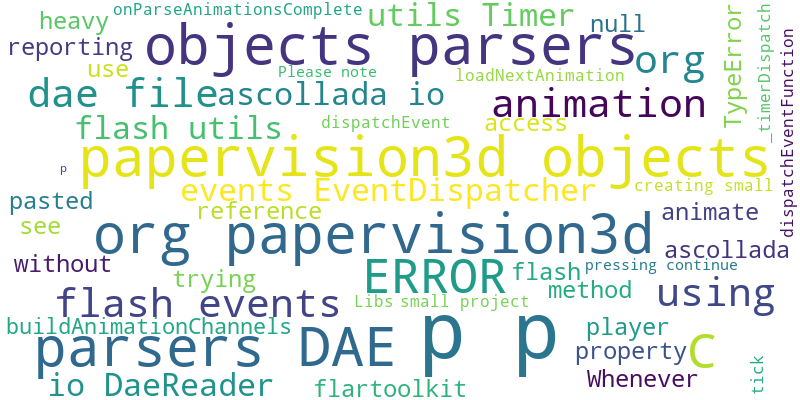 onParseAnimationsComplete
heavy
utils Timer
null
reporting
objects parsers
org
use
Please note
loadNextAnimation
TypeError
_timerDispatch
dispatchEventFunction
dae file
ascollada io
animation
flash utils
dispatchEvent
access
papervision3d objects
p
events EventDispatcher
creating small
pasted
reference
animate
see
org papervision3d
ascollada
without
trying
ERROR
flash
pressing continue
method
using
flash events
Libs
small project
buildAnimationChannels
parsers DAE
p p
player
property
C
io DaeReader
flartoolkit
Whenever
tick